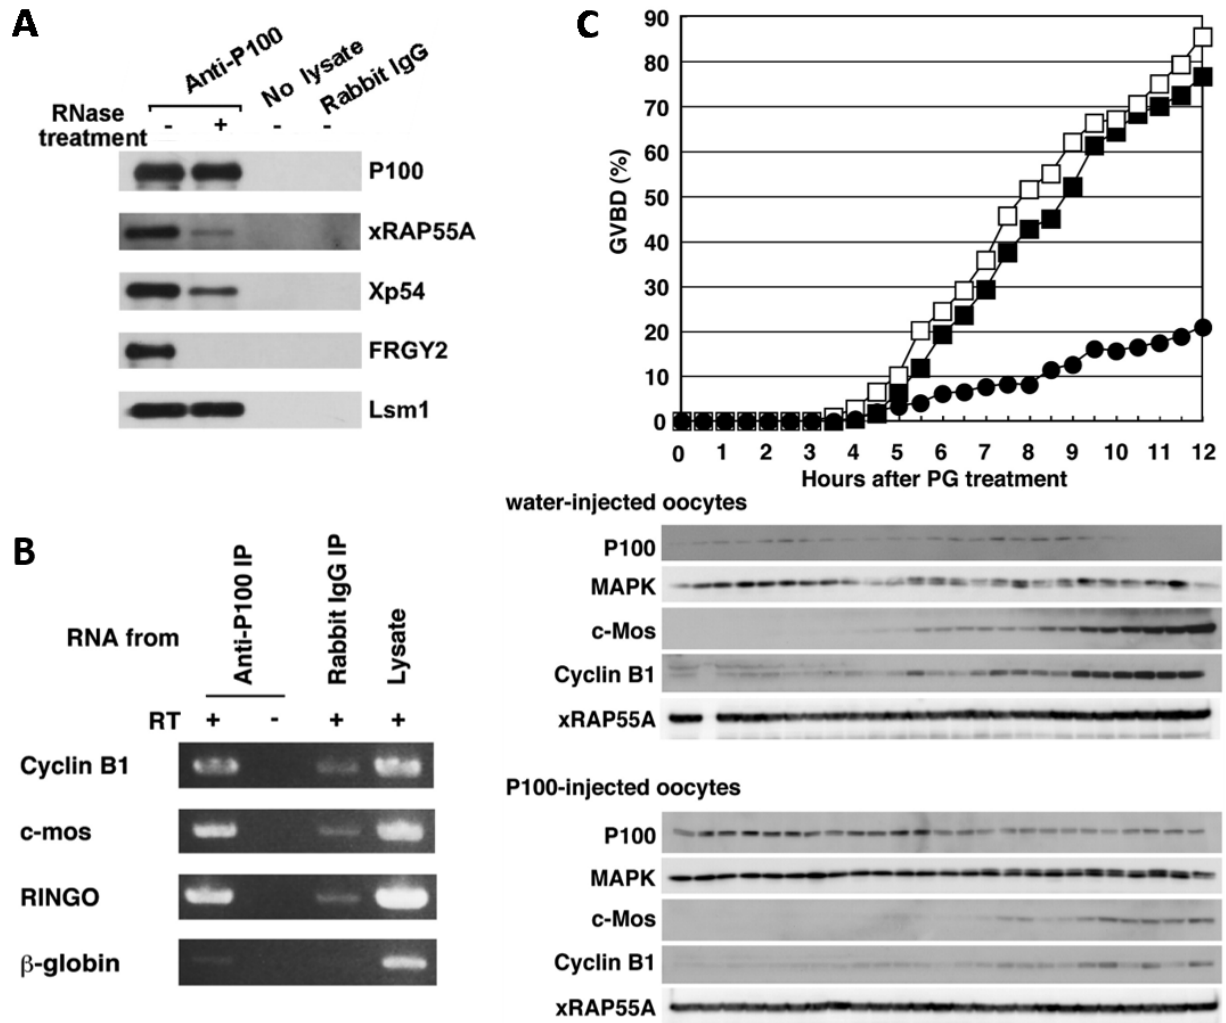 A
Anti-P100
No lysate
Rabbit IgG
RNase
treatment
- + - -
P100
xRAP55A
Xp54
FRGY2
Lsm1
B
RNA from
Anti-P100 IP
Rabbit IgG IP
Lysate
RT + - + +
Cyclin B1
c-mos
RINGO
β-globin
C
GVBD (%)
90
80
70
60
50
40
30
20
10
0
0 1 2 3 4 5 6 7 8 9 10 11 12
Hours after PG treatment
water-injected oocytes
P100
MAPK
c-Mos
Cyclin B1
xRAP55A
P100-injected oocytes
P100
MAPK
c-Mos
Cyclin B1
xRAP55A